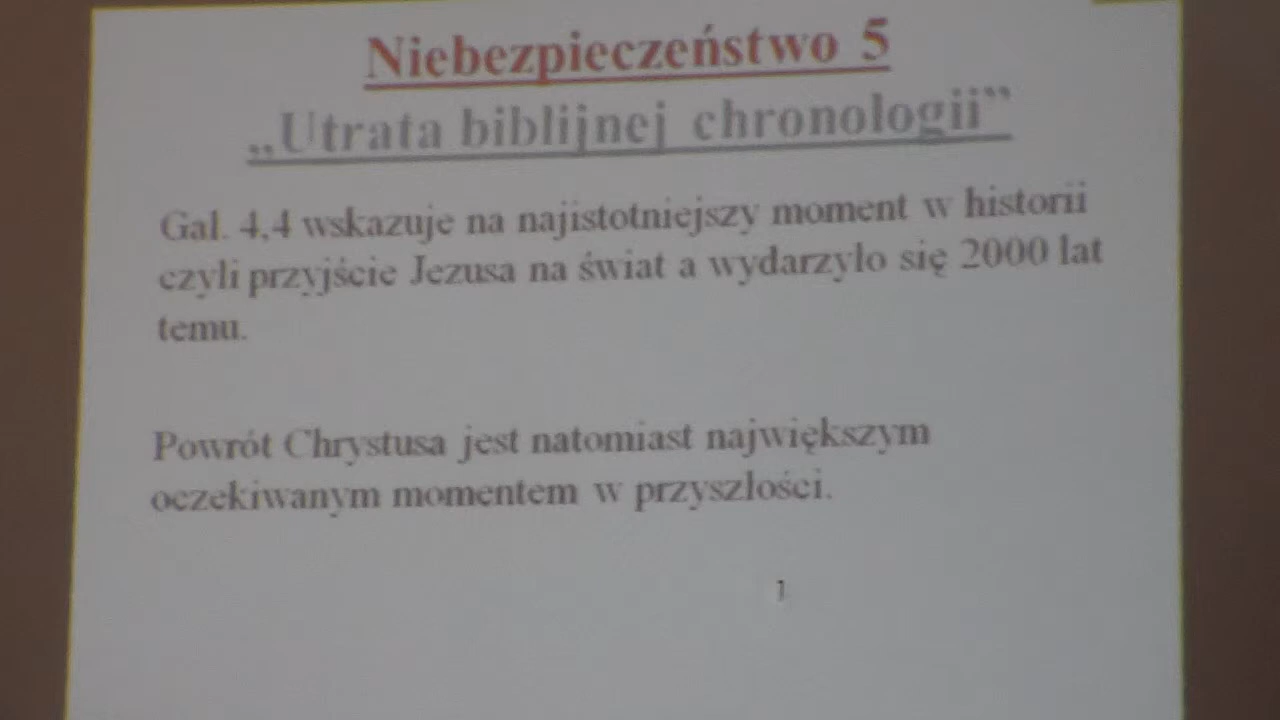 Niebezpieczeństwo 5
„Utrata biblijnej chronologii”
Gal. 4,4 wskazuje na najistotniejszy moment w historii
czyli przyjście Jezusa na świat a wydarzyło się 2000 lat
temu.
Powrót Chrystusa jest natomiast największym
oczekiwanym momentem w przyszłości.
1